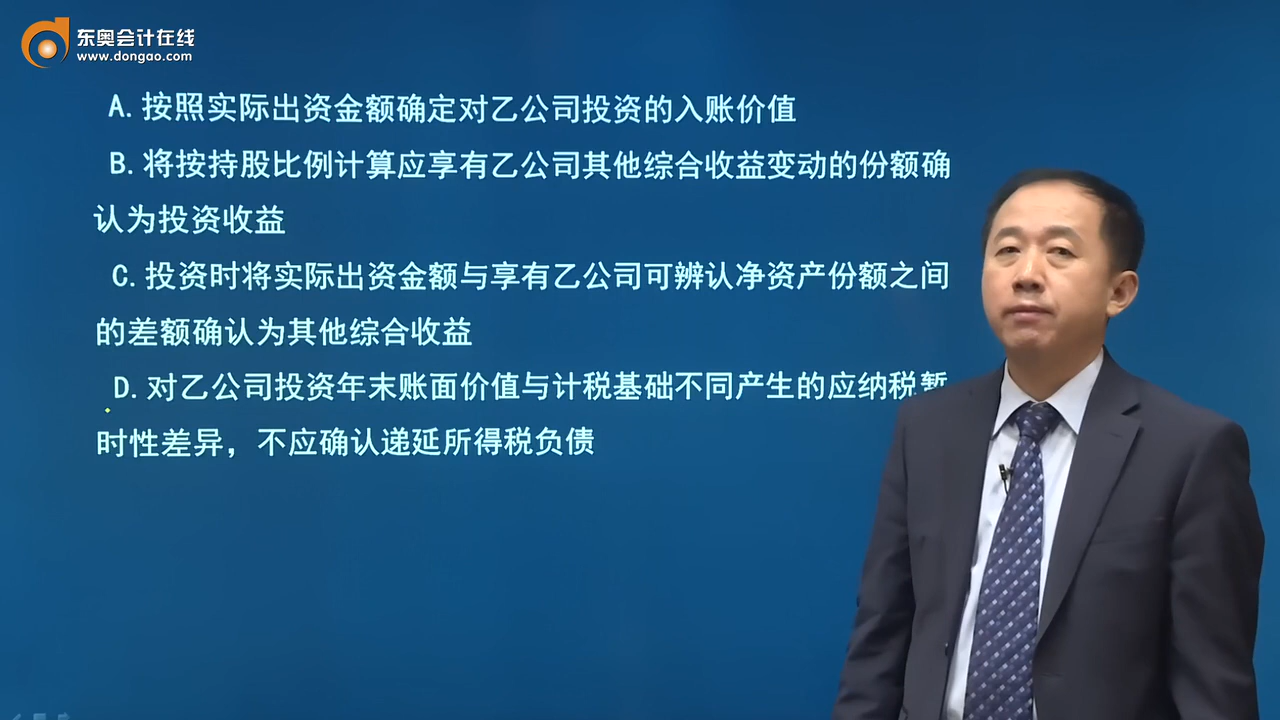 东奥会计在线
www.dongao.com
A.按照实际出资金额确定对乙公司投资的入账价值
B.将按持股比例计算应享有乙公司其他综合收益变动的份额确
认为投资收益
C.投资时将实际出资金额与享有乙公司可辨认净资产份额之间
的差额确认为其他综合收益
D.对乙公司投资年末账面价值与计税基础不同产生的应纳税暂
时性差异，不应确认递延所得税负债